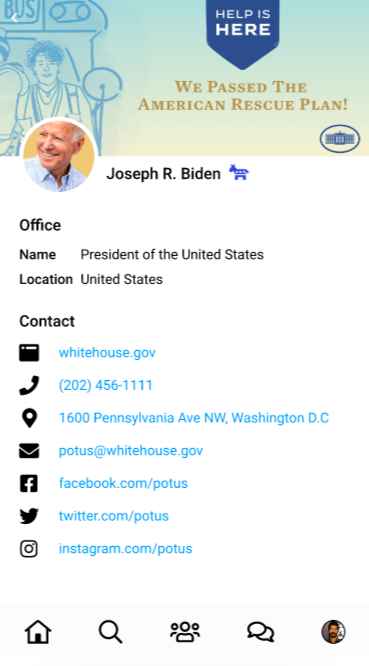 BUS
HELP IS
HERE
WE PASSED THE
AMERICAN RESCUE PLAN!
Joseph R. Biden
Office
Name President of the United States
Location United States
Contact
whitehouse.gov
(202) 456-1111
1600 Pennsylvania Ave NW, Washington D.C
potus@whitehouse.gov
facebook.com/potus
twitter.com/potus
instagram.com/potus